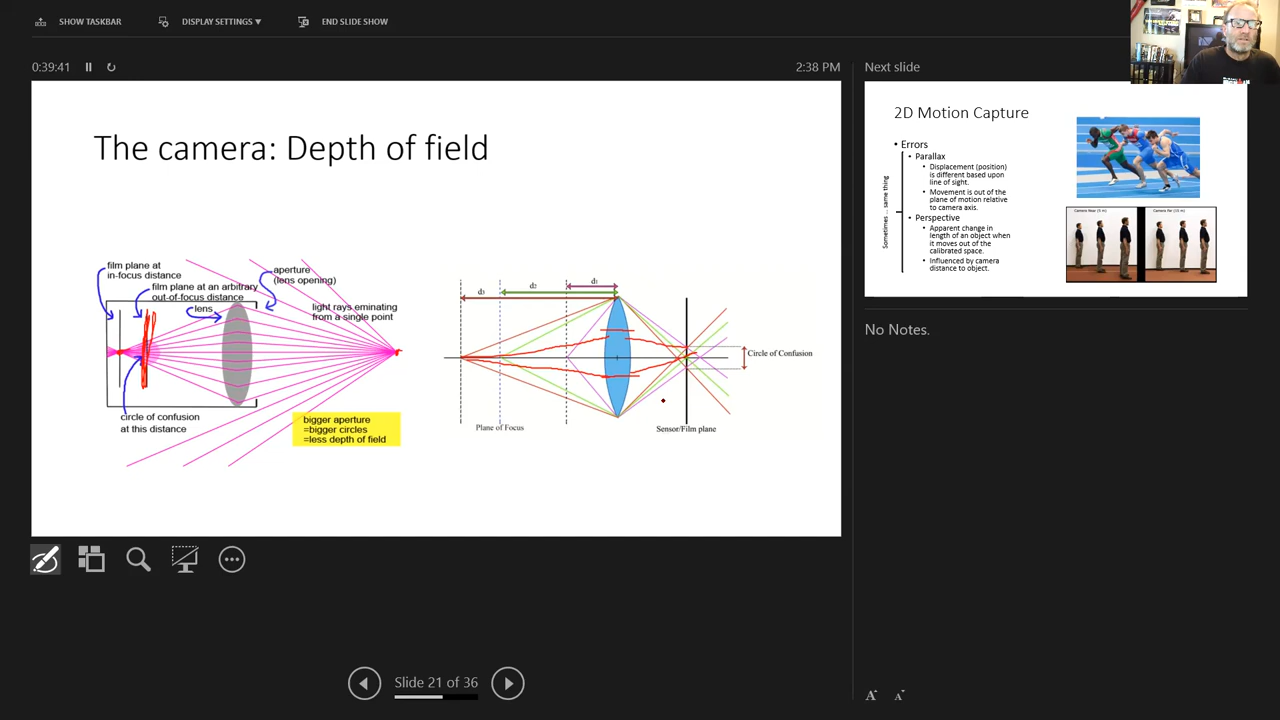 SHOW TASKBAR
DISPLAY SETTINGS ▼
END SLIDE SHOW
0:39:41
2:38 PM
The camera: Depth of field
film plane at
in-focus distance
film plane at an arbitrary
out-of-focus distance
lens
aperture
(lens opening)
light rays eminating
from a single point
circle of confusion
at this distance
bigger aperture
=bigger circles
=less depth of field
d1
d2
d3
Circle of Confusion
Plane of Focus
Sensor/Film plane
Next slide
2D Motion Capture
• Errors
• Parallax
• Displacement (position)
is different based upon
line of sight.
• Movement is out of the
plane of motion relative
to camera axis.
• Perspective
• Apparent change in
length of an object when
it moves out of the
calibrated space.
• Influenced by camera
distance to object.
Sometimes .. same thing
No Notes.
Slide 21 of 36
A
A